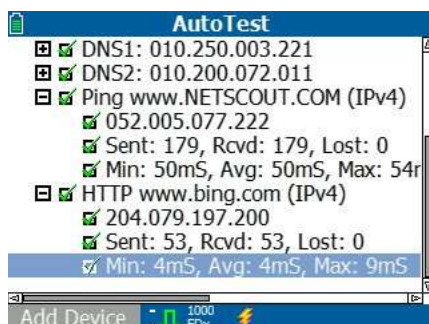 AutoTest
DNS1: 010.250.003.221
DNS2: 010.200.072.011
Ping www.NETSCOUT.COM (IPv4)
052.005.077.222
Sent: 179, Rcvd: 179, Lost: 0
Min: 50mS, Avg: 50mS, Max: 54m
HTTP www.bing.com (IPv4)
204.079.197.200
Sent: 53, Rcvd: 53, Lost: 0
Min: 4mS, Avg: 4mS, Max: 9mS
Add Device 1000
FDx